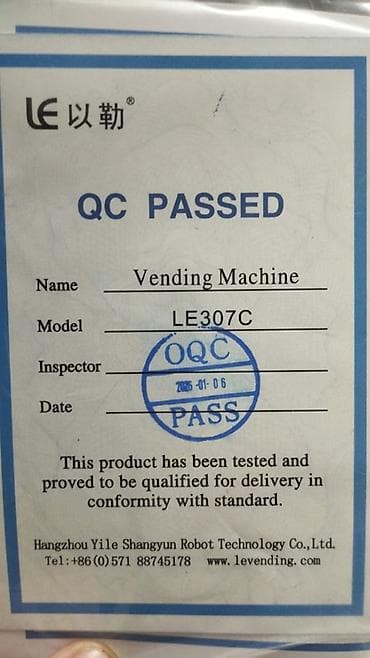 LE以勒®
QC PASSED
Name Vending Machine
Model LE307C
Inspector
OQC
2025-01-06
Date
PASS
This product has been tested and
proved to be qualified for delivery in
conformity with standard.
Hangzhou Yile Shangyun Robot Technology Co.,Ltd.
Tel:+86(0)571 88745178 www.levending.com